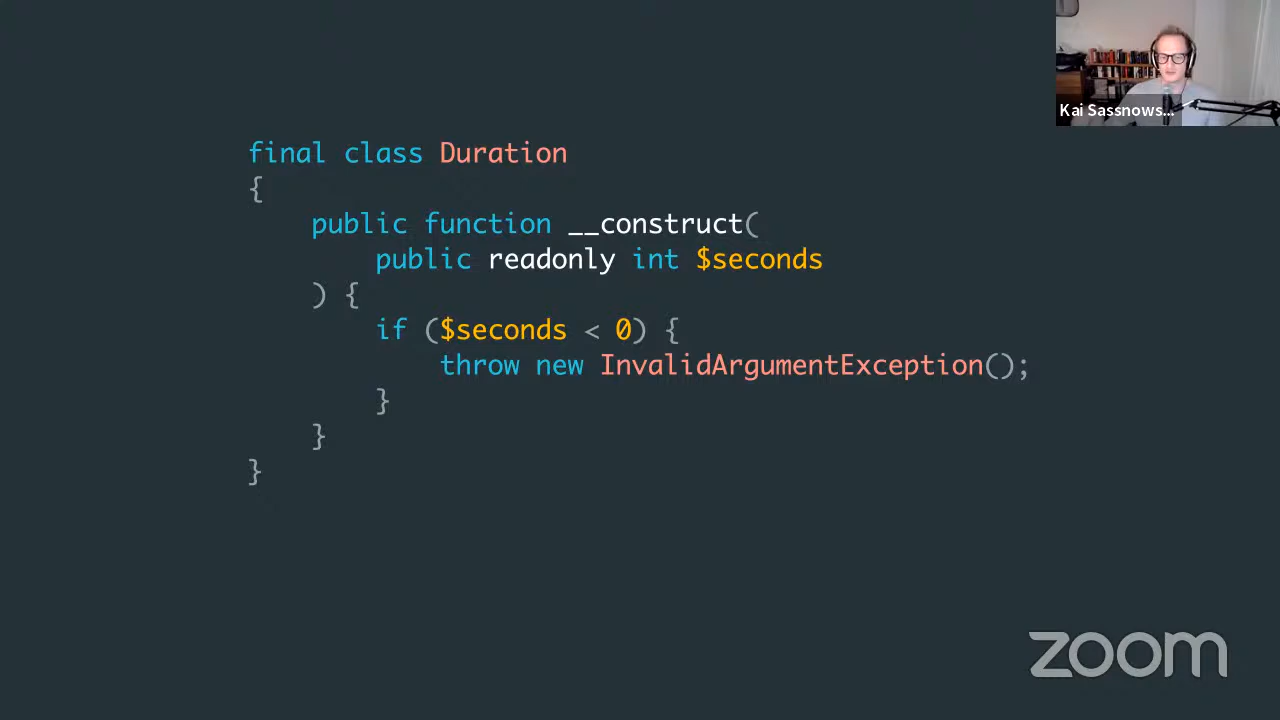 Kai Sassnows...
final class Duration
{
    public function __construct(
        public readonly int $seconds
    ) {
        if ($seconds < 0) {
            throw new InvalidArgumentException();
        }
    }
}
zoom